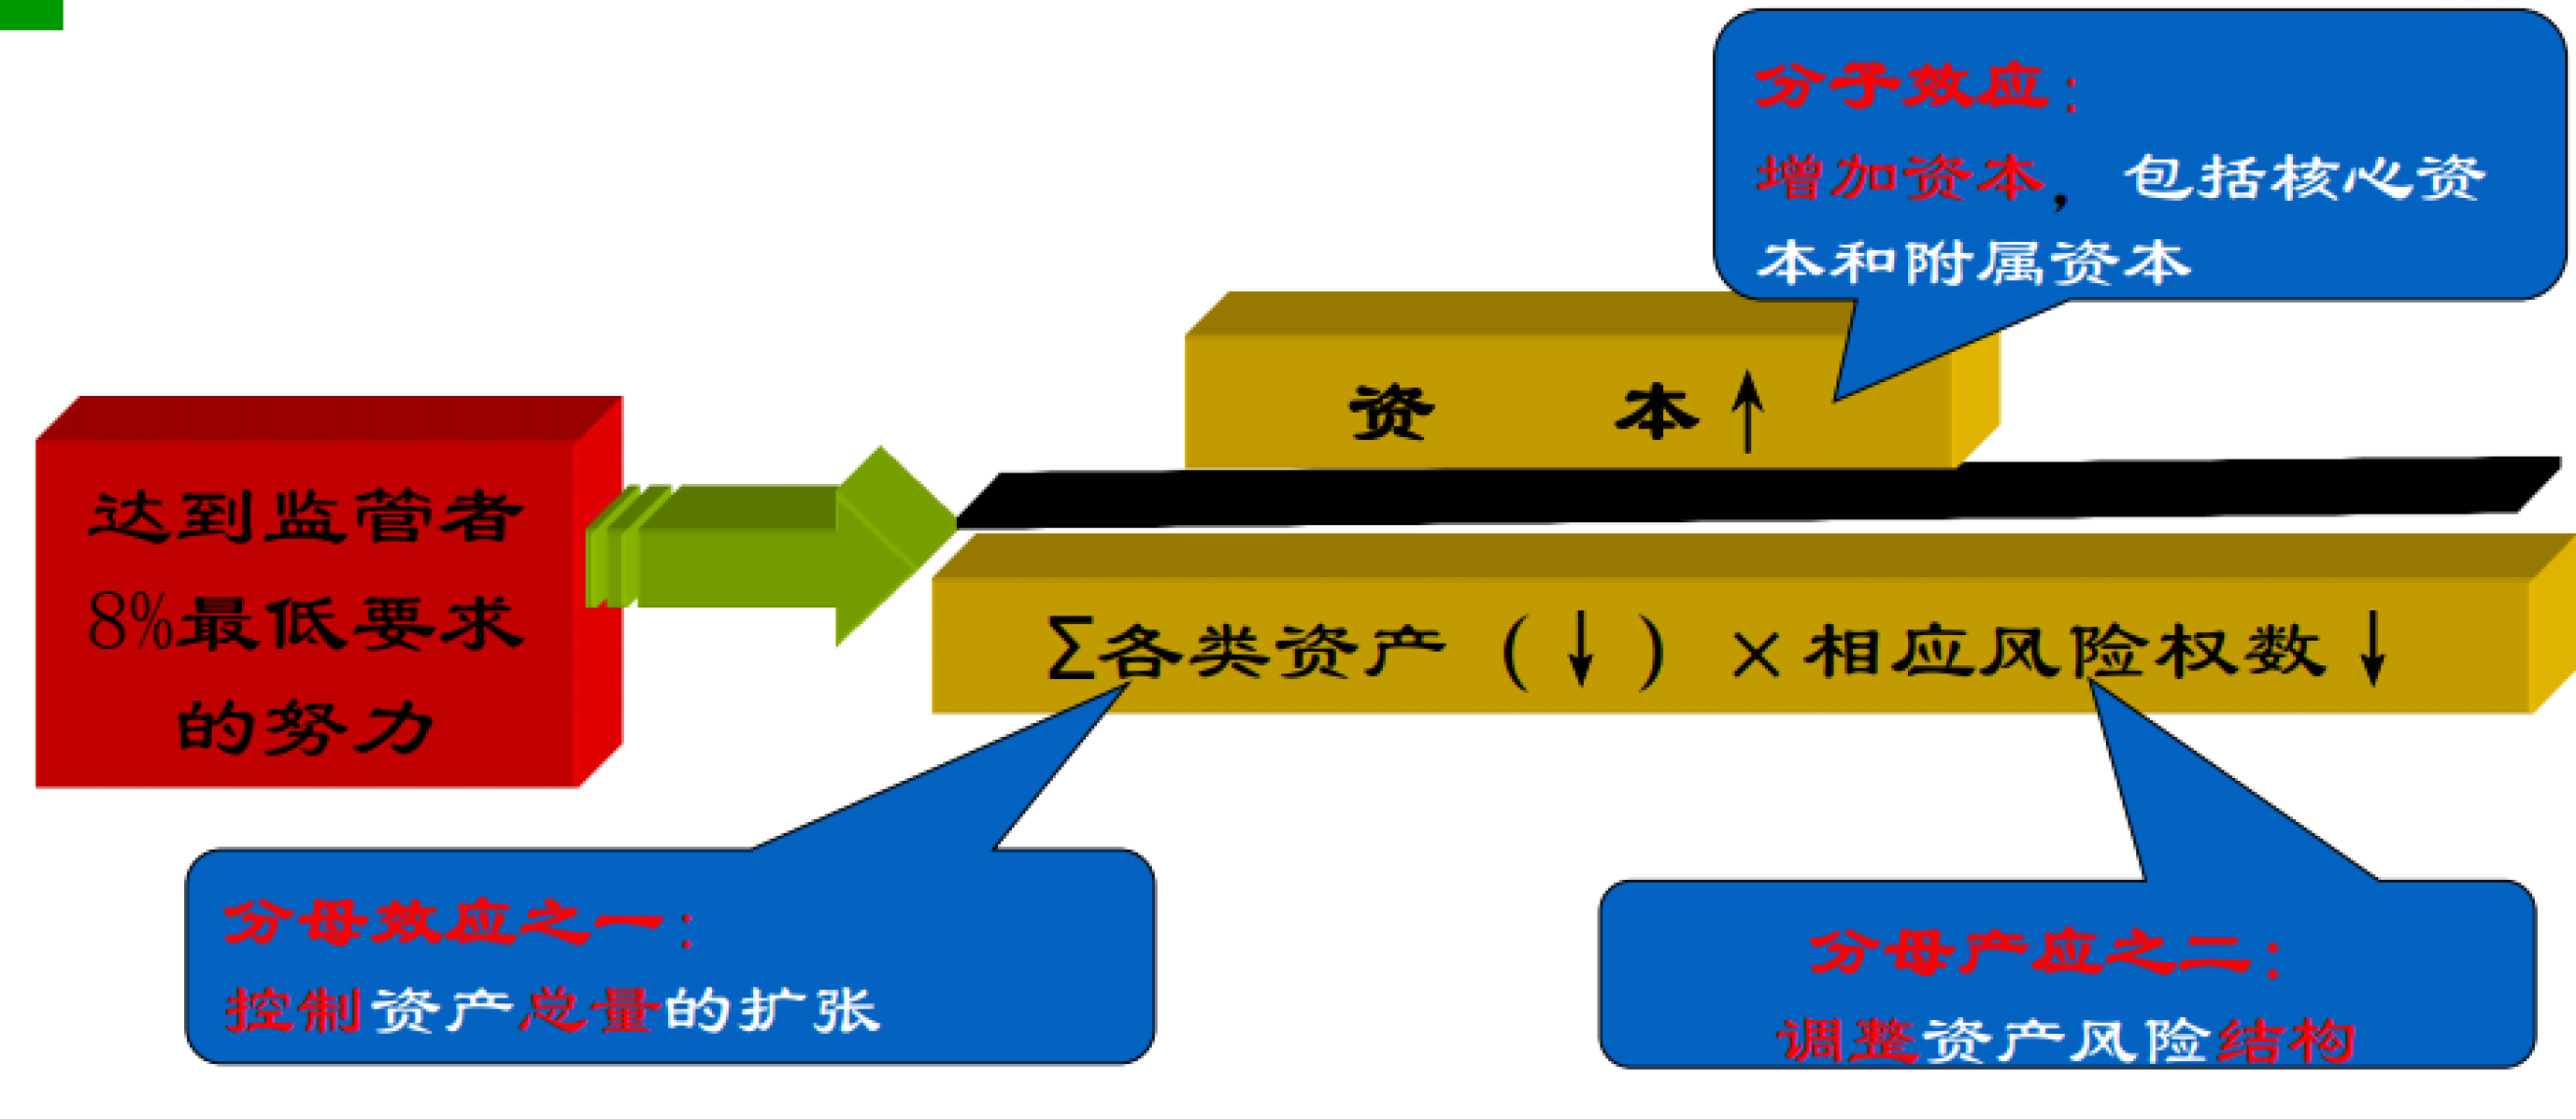 分子效应：
增加资本，包括核心资
本和附属资本
资 本↑
达到监管者
8%最低要求
的努力
Σ各类资产（↓）×相应风险权数↓
分母效应之一：
控制资产总量的扩张
分母产应之二：
调整资产风险结构